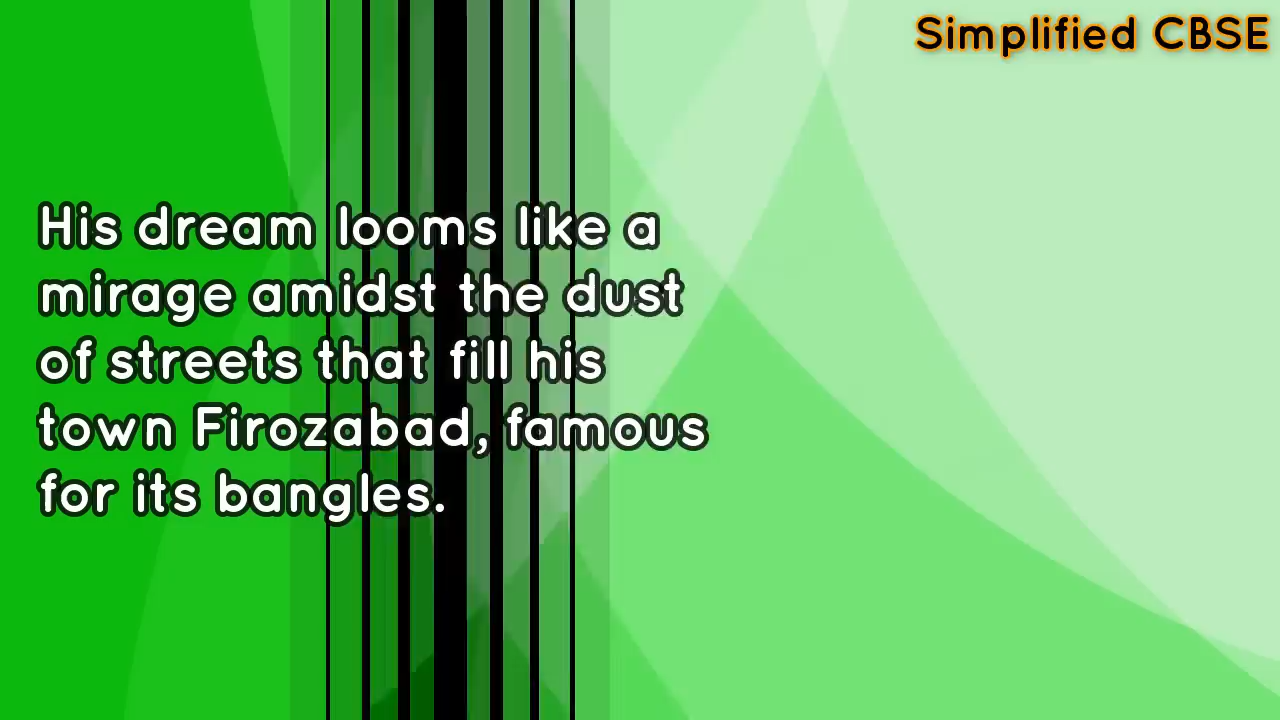 Simplified CBSE
His dream looms like a
mirage amidst the dust
of streets that fill his
town Firozabad, famous
for its bangles.